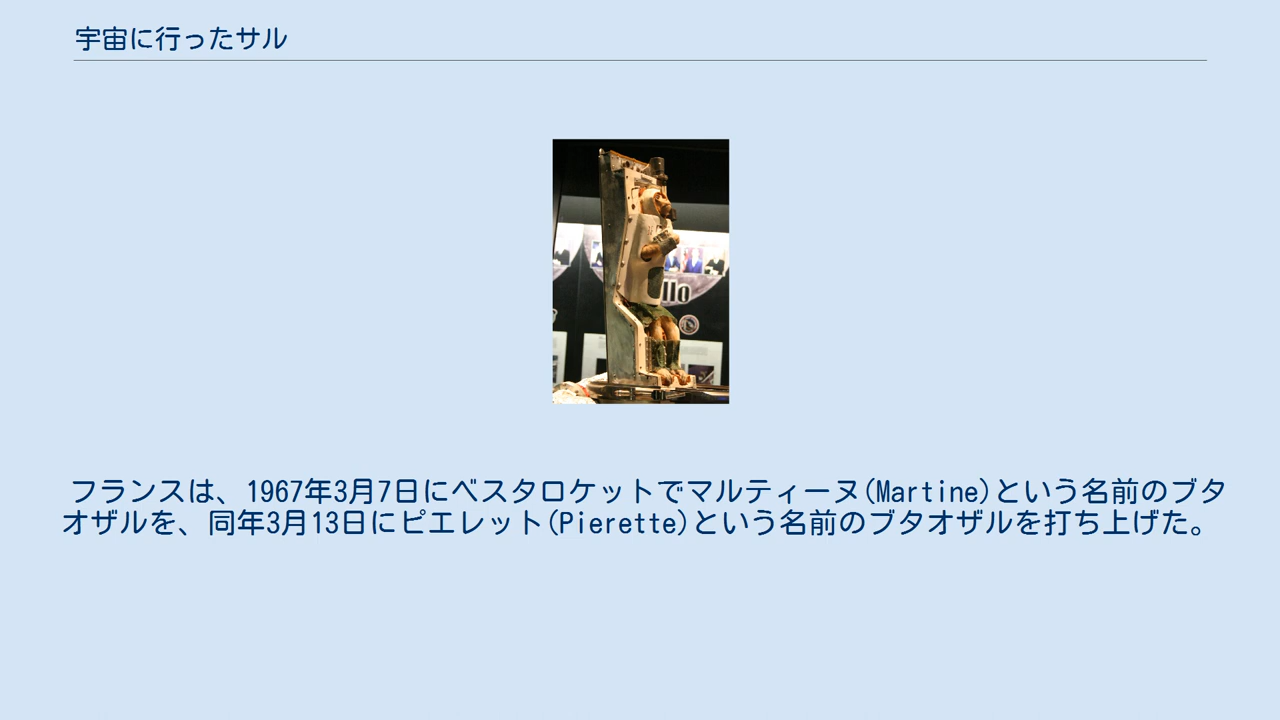 宇宙に行ったサル
llo
フランスは、1967年3月7日にベスタロケットでマルティーヌ(Martine)という名前のブタ
オザルを、同年3月13日にピエレット(Pierette)という名前のブタオザルを打ち上げた。